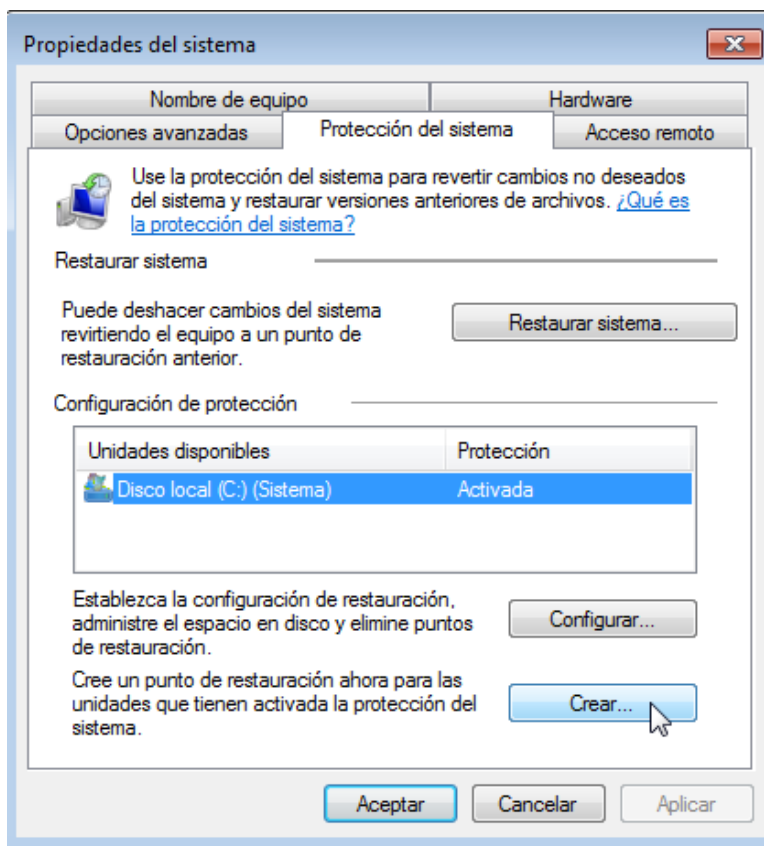 Propiedades del sistema
Nombre de equipo
Hardware
Opciones avanzadas
Protección del sistema
Acceso remoto
Use la protección del sistema para revertir cambios no deseados
del sistema y restaurar versiones anteriores de archivos. ¿Qué es
la protección del sistema?
Restaurar sistema
Puede deshacer cambios del sistema
revirtiendo el equipo a un punto de
restauración anterior.
Restaurar sistema...
Configuración de protección
Unidades disponibles
Protección
Disco local (C:) (Sistema)
Activada
Establezca la configuración de restauración,
administre el espacio en disco y elimine puntos
de restauración.
Configurar...
Cree un punto de restauración ahora para las
unidades que tienen activada la protección del
sistema.
Crear...
Aceptar
Cancelar
Aplicar